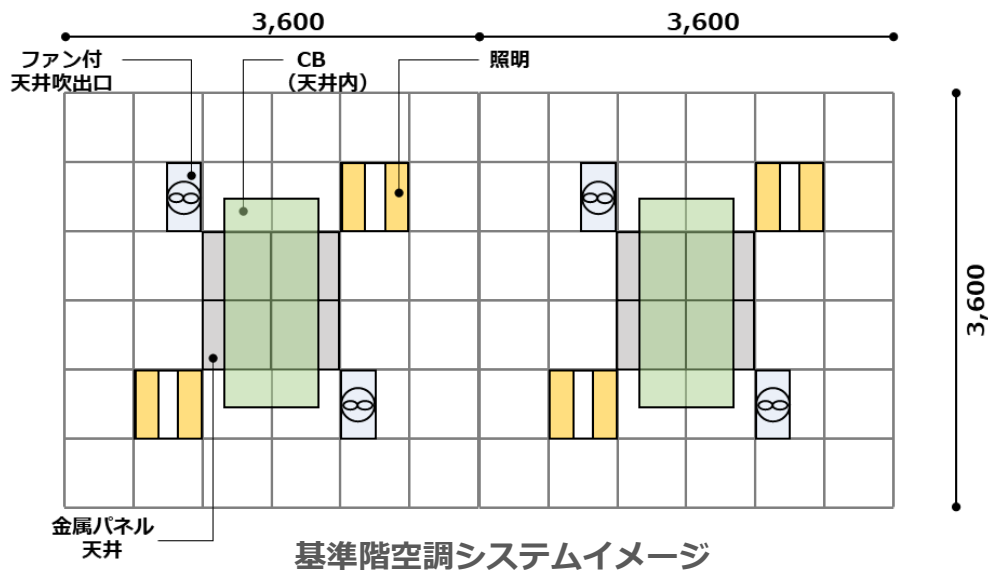 3,600
3,600
ファン付
天井吹出口
CB
（天井内）
照明
3,600
金属パネル
天井
基準階空調システムイメージ